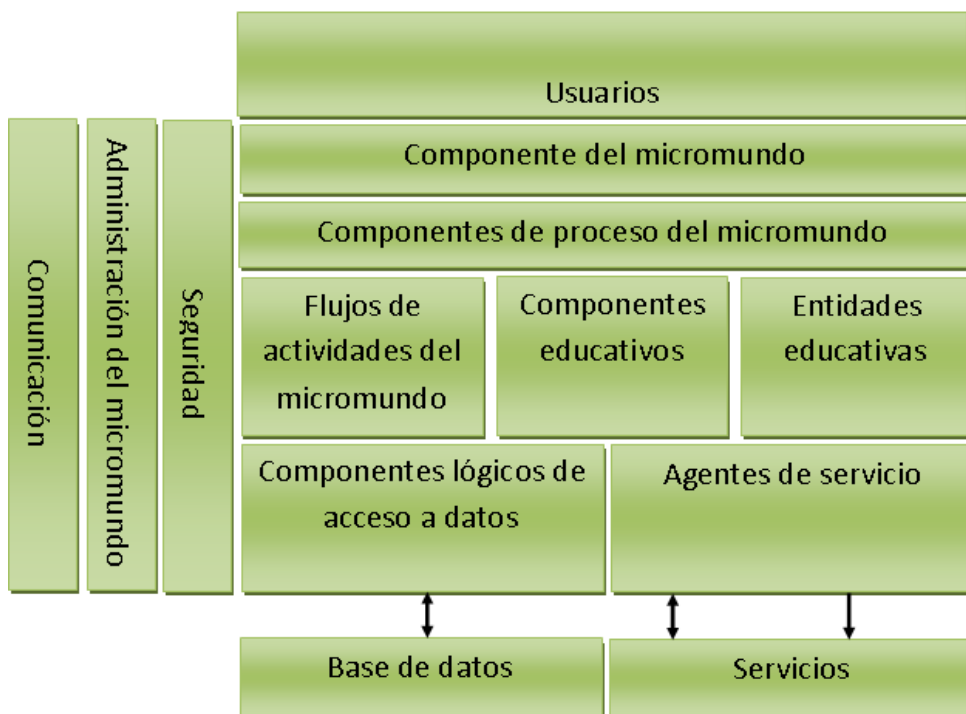 Usuarios
Componente del micromundo
Componentes de proceso del micromundo
Comunicación
Administración del micromundo
Seguridad
Flujos de
actividades del
micromundo
Componentes
educativos
Entidades
educativas
Componentes lógicos de
acceso a datos
Agentes de servicio
Base de datos
Servicios